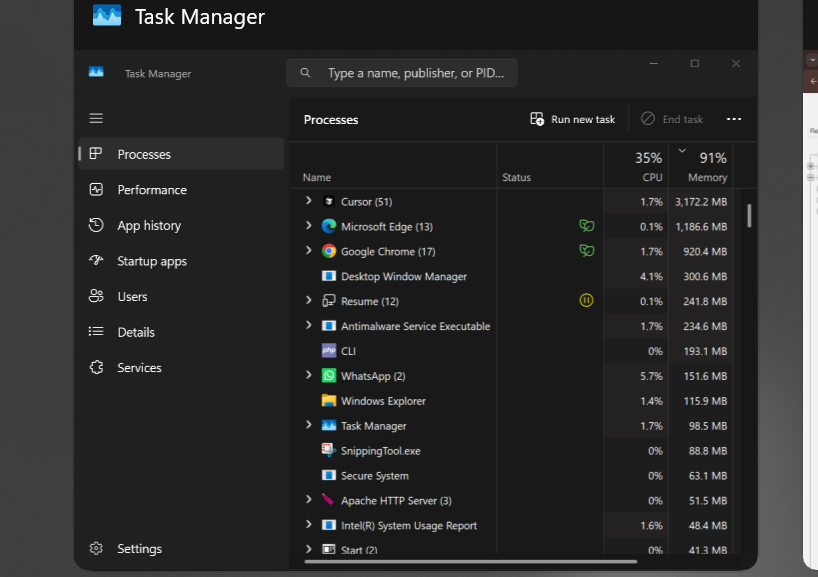 Task Manager
Task Manager
Type a name, publisher, or PID...
Processes
Run new task
End task
Processes
Performance
App history
Startup apps
Users
Details
Services
Settings
35% 91%
Name Status CPU Memory
Cursor (51) 1.7% 3,172.2 MB
Microsoft Edge (13) 0.1% 1,186.6 MB
Google Chrome (17) 1.7% 920.4 MB
Desktop Window Manager 4.1% 300.6 MB
Resume (12) 0.1% 241.8 MB
Antimalware Service Executable 1.7% 234.6 MB
php CLI 0% 193.1 MB
WhatsApp (2) 5.7% 151.6 MB
Windows Explorer 1.4% 115.9 MB
Task Manager 1.7% 98.5 MB
SnippingTool.exe 0% 88.8 MB
Secure System 0% 63.1 MB
Apache HTTP Server (3) 0% 51.5 MB
Intel(R) System Usage Report 1.6% 48.4 MB
Start (2) 0% 41.3 MB